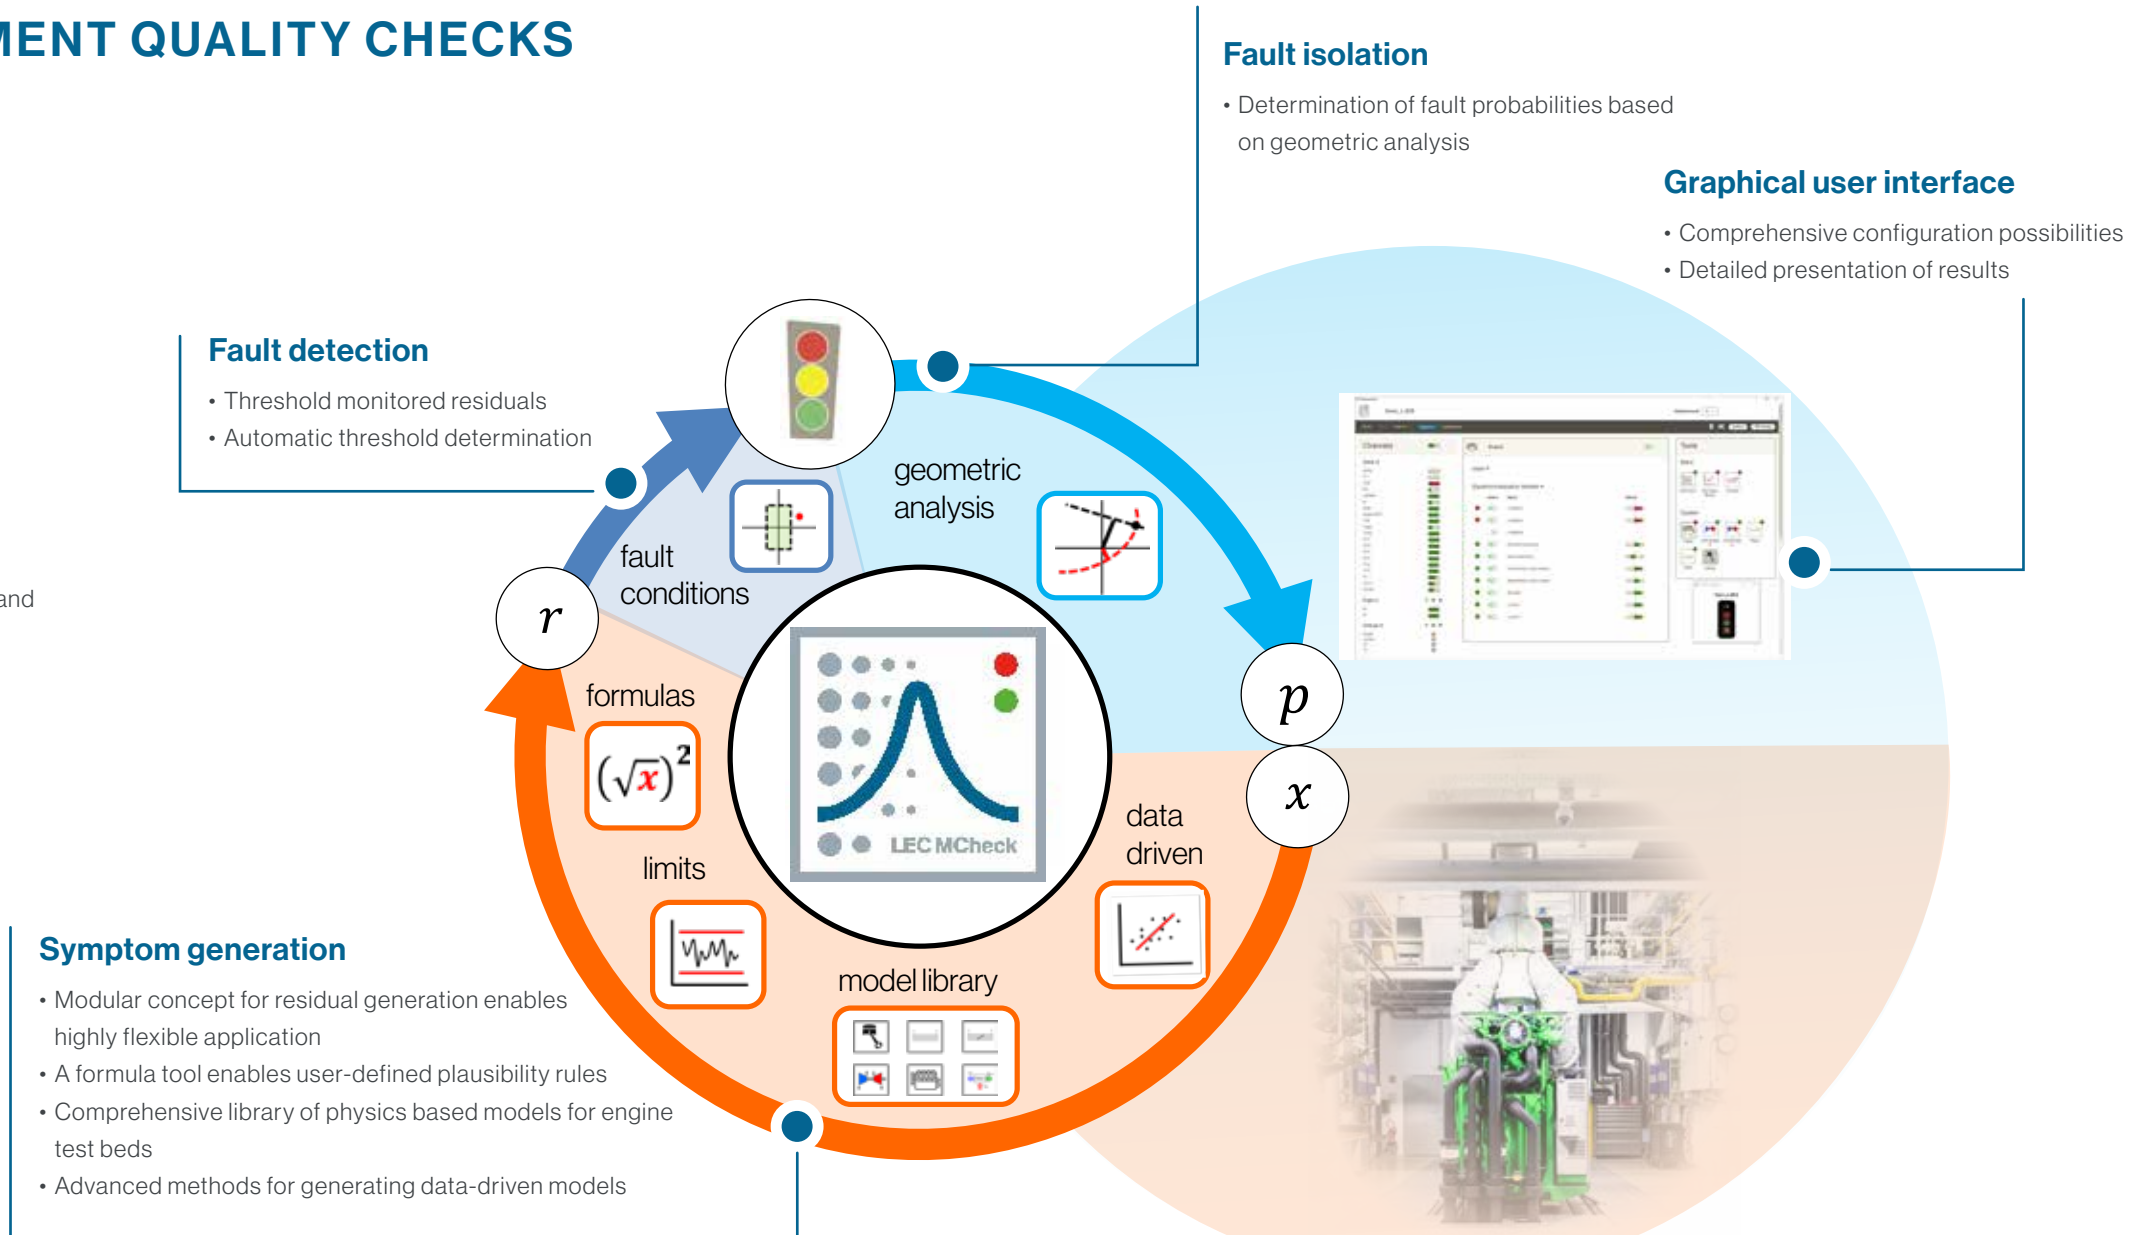 MENT QUALITY CHECKS
Fault isolation
• Determination of fault probabilities based
on geometric analysis
Graphical user interface
• Comprehensive configuration possibilities
• Detailed presentation of results
Fault detection
• Threshold monitored residuals
• Automatic threshold determination
geometric
analysis
fault
conditions
and
r
p
x
formulas
(√x)²
limits
LEC MCheck
data
driven
model library
Symptom generation
• Modular concept for residual generation enables
highly flexible application
• A formula tool enables user-defined plausibility rules
• Comprehensive library of physics based models for engine
test beds
• Advanced methods for generating data-driven models